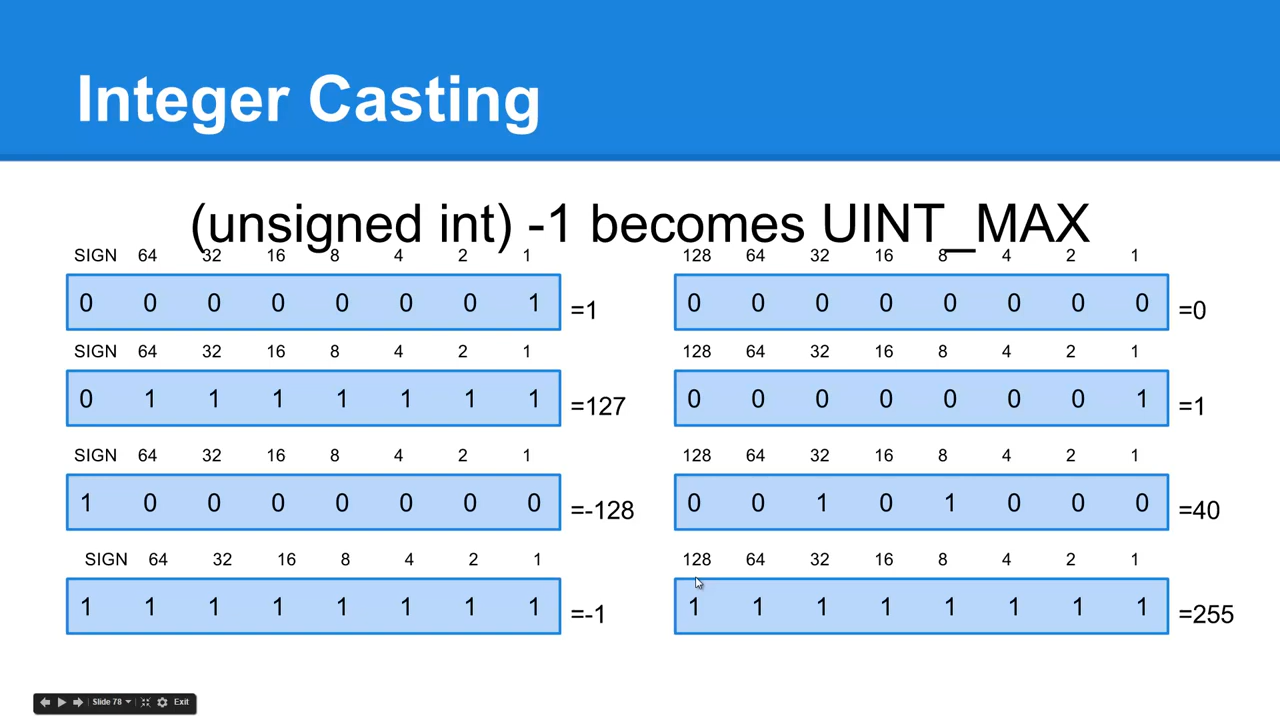 Integer Casting
(unsigned int) -1 becomes UINT_MAX
SIGN 64 32 16 8 4 2 1
0 0 0 0 0 0 0 1 =1
SIGN 64 32 16 8 4 2 1
0 1 1 1 1 1 1 1 =127
SIGN 64 32 16 8 4 2 1
1 0 0 0 0 0 0 0 =-128
SIGN 64 32 16 8 4 2 1
1 1 1 1 1 1 1 1 =-1
128 64 32 16 8 4 2 1
0 0 0 0 0 0 0 0 =0
128 64 32 16 8 4 2 1
0 0 0 0 0 0 0 1 =1
128 64 32 16 8 4 2 1
0 0 1 0 1 0 0 0 =40
128 64 32 16 8 4 2 1
1 1 1 1 1 1 1 1 =255
Slide 78 Exit